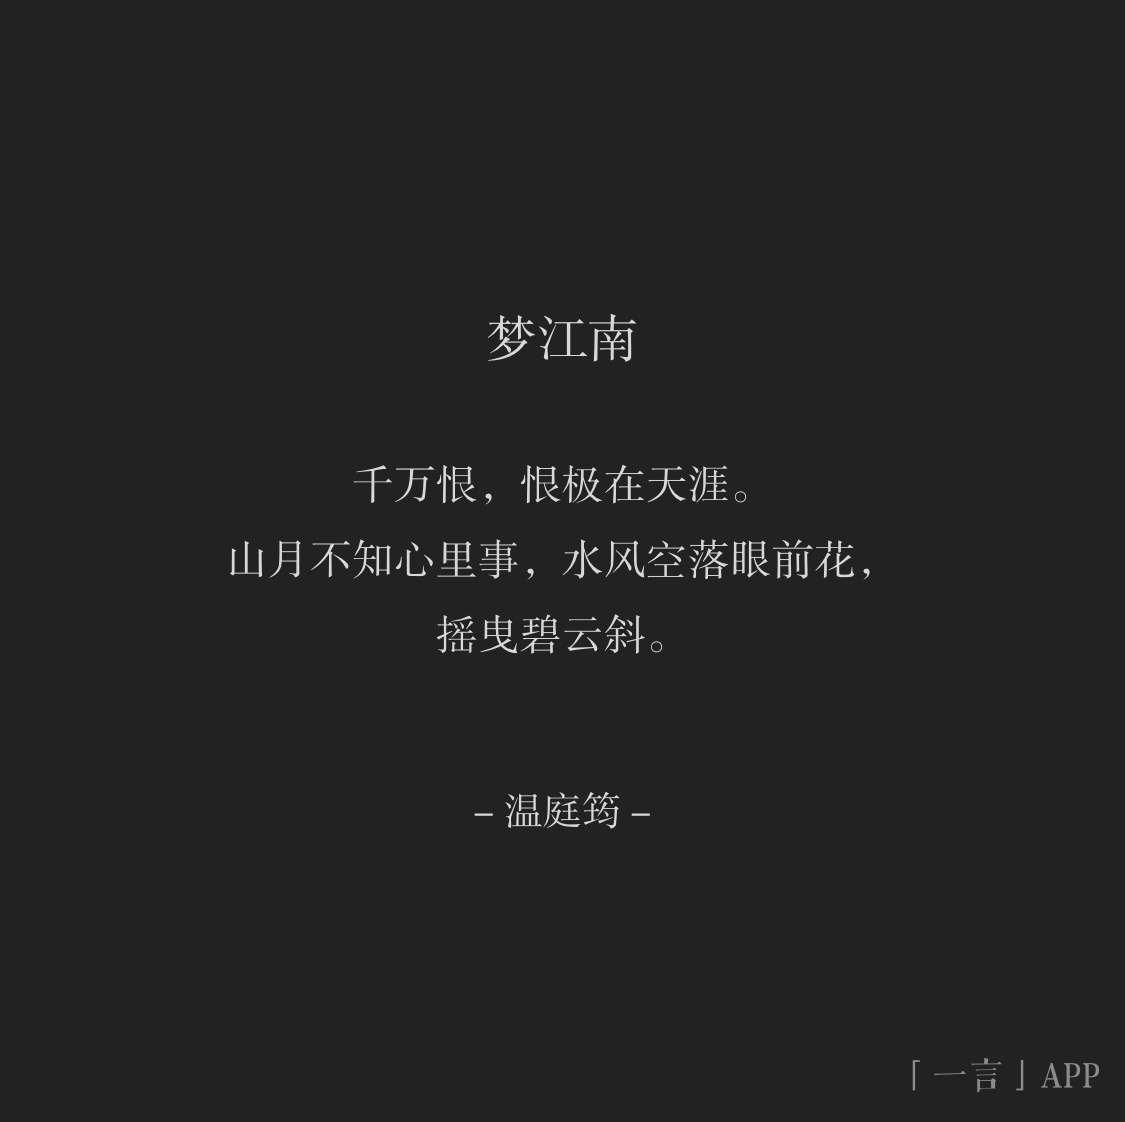 梦江南
千万恨，恨极在天涯。
山月不知心里事，水风空落眼前花，
摇曳碧云斜。
– 温庭筠 –
「一言」APP